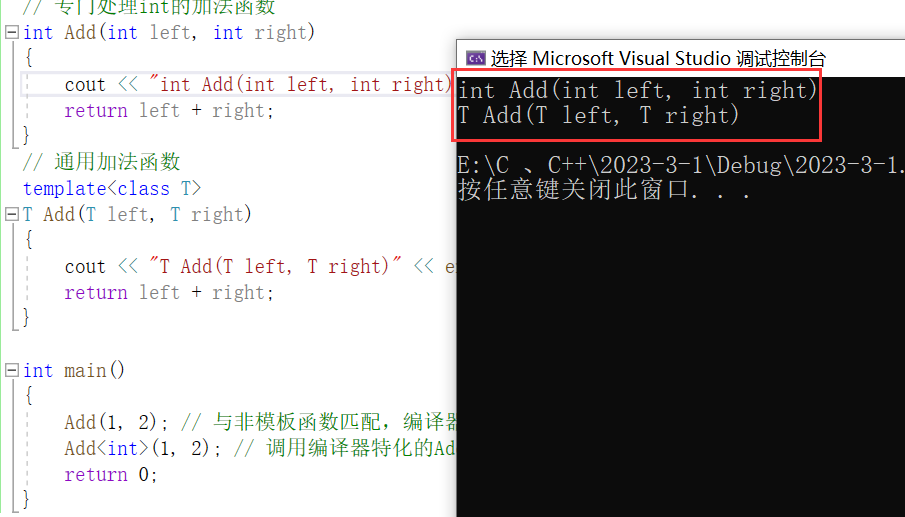 // 专门处理int的加法函数
int Add(int left, int right)
{
cout << "int Add(int left, int right)
return left + right;
}
// 通用加法函数
template<class T>
T Add(T left, T right)
{
cout << "T Add(T left, T right)" << e
return left + right;
}
int main()
{
Add(1, 2); // 与非模板函数匹配，编译器
Add<int>(1, 2); // 调用编译器特化的Ad
return 0;
}
选择 Microsoft Visual Studio 调试控制台
int Add(int left, int right)
T Add(T left, T right)
E:\C 、C++\2023-3-1\Debug\2023-3-1.
按任意键关闭此窗口. . .